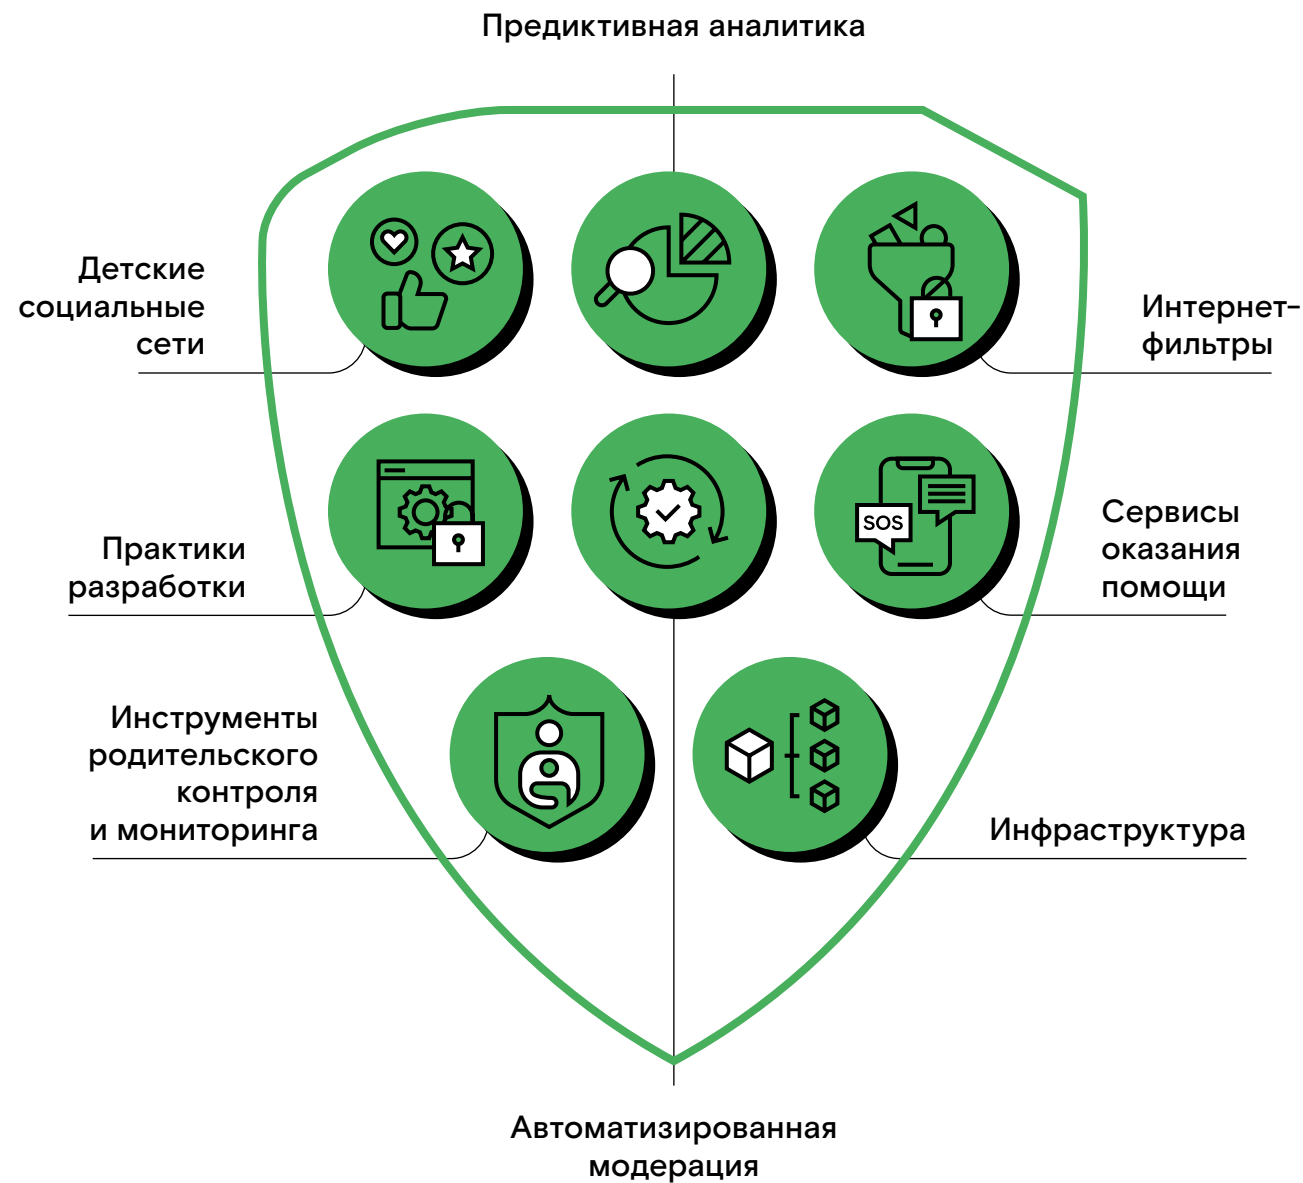 Предиктивная аналитика
Детские
социальные
сети
Интернет-
фильтры
Практики
разработки
SOS
Сервисы
оказания
помощи
Инструменты
родительского
контроля
и мониторинга
Инфраструктура
Автоматизированная
модерация